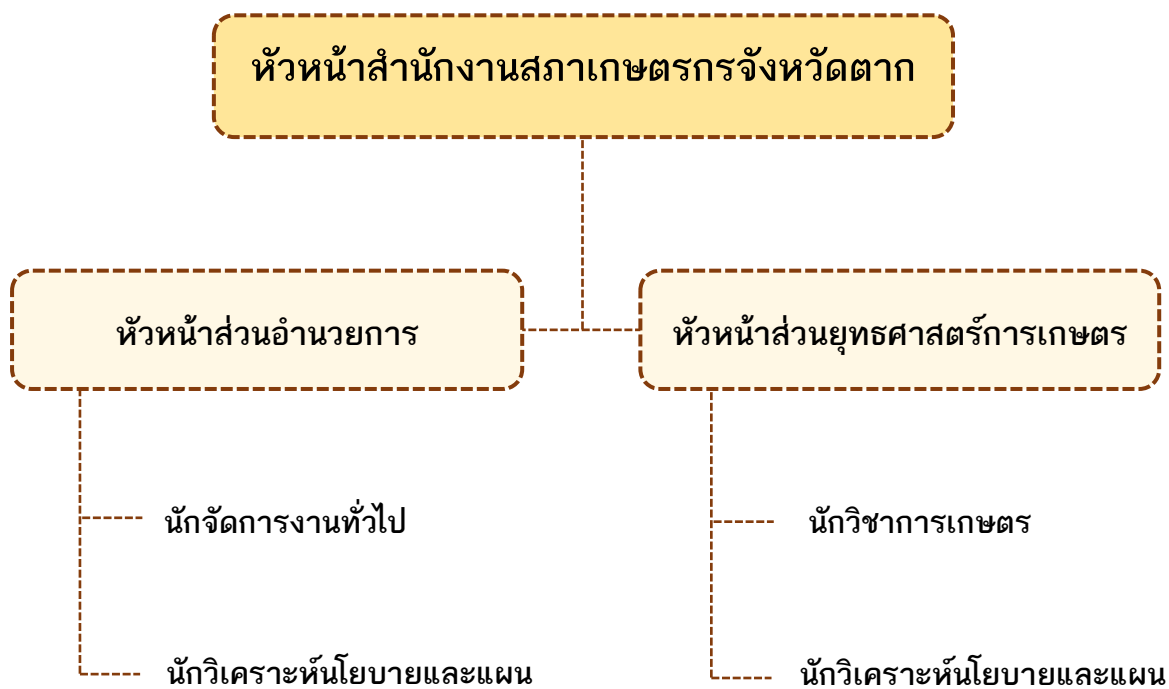 หัวหน้าสำนักงานสภาเกษตรกรจังหวัดตาก
หัวหน้าส่วนอำนวยการ
หัวหน้าส่วนยุทธศาสตร์การเกษตร
นักจัดการงานทั่วไป
นักวิชาการเกษตร
นักวิเคราะห์นโยบายและแผน
นักวิเคราะห์นโยบายและแผน